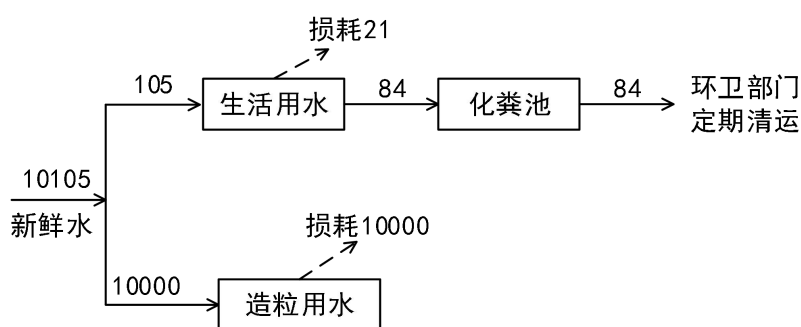 损耗21
105
生活用水
84
化粪池
84
环卫部门
定期清运
10105
新鲜水
损耗10000
10000
造粒用水